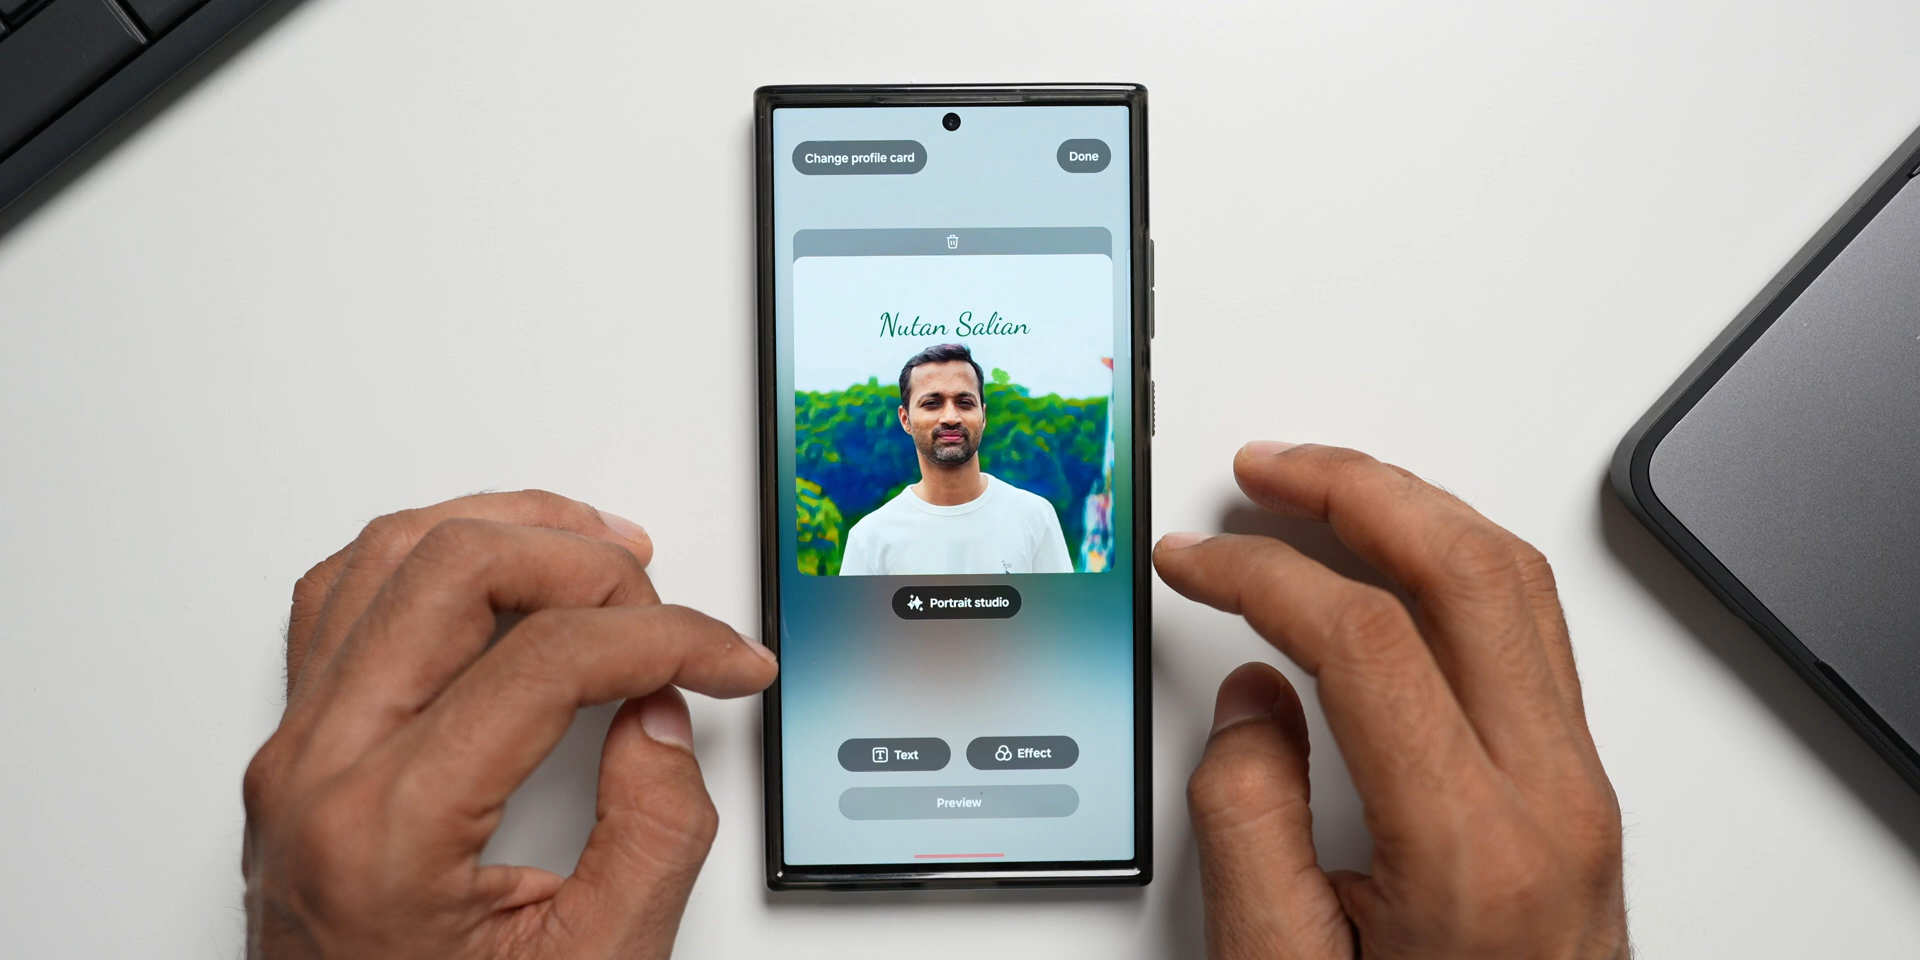 Change profile card
Done
Nutan Salian
Portrait studio
Text
Effect
Preview